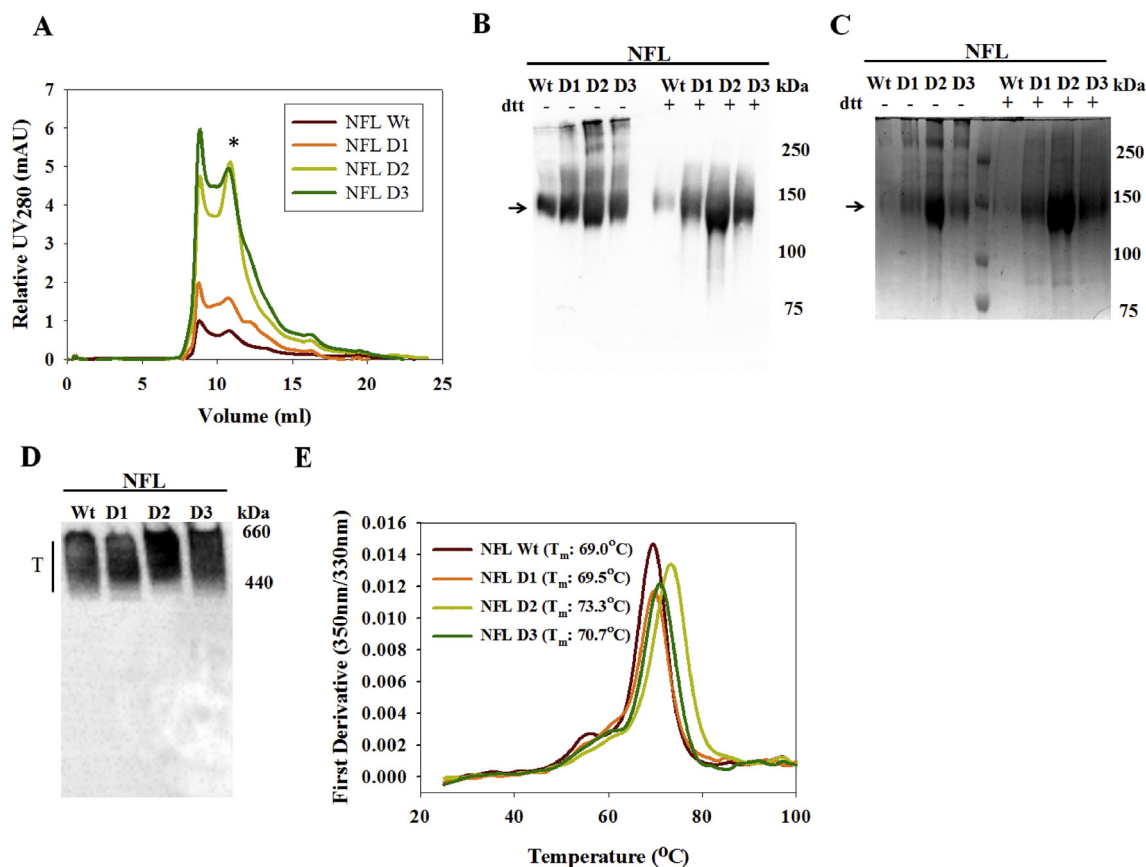 A
Relative UV280 (mAU)
7
6
5
4
3
2
1
0
*
NFL Wt
NFL D1
NFL D2
NFL D3
0 5 10 15 20 25
Volume (ml)
B
NFL
Wt D1 D2 D3 Wt D1 D2 D3 kDa
dtt - - - - + + + +
250
150
100
75
C
NFL
Wt D1 D2 D3 Wt D1 D2 D3 kDa
dtt - - - - + + + +
250
150
100
75
D
NFL
Wt D1 D2 D3 kDa
660
T
440
E
First Derivative (350nm/330nm)
0.016
0.014
0.012
0.010
0.008
0.006
0.004
0.002
0.000
NFL Wt (Tm: 69.0°C)
NFL D1 (Tm: 69.5°C)
NFL D2 (Tm: 73.3°C)
NFL D3 (Tm: 70.7°C)
20 40 60 80 100
Temperature (°C)